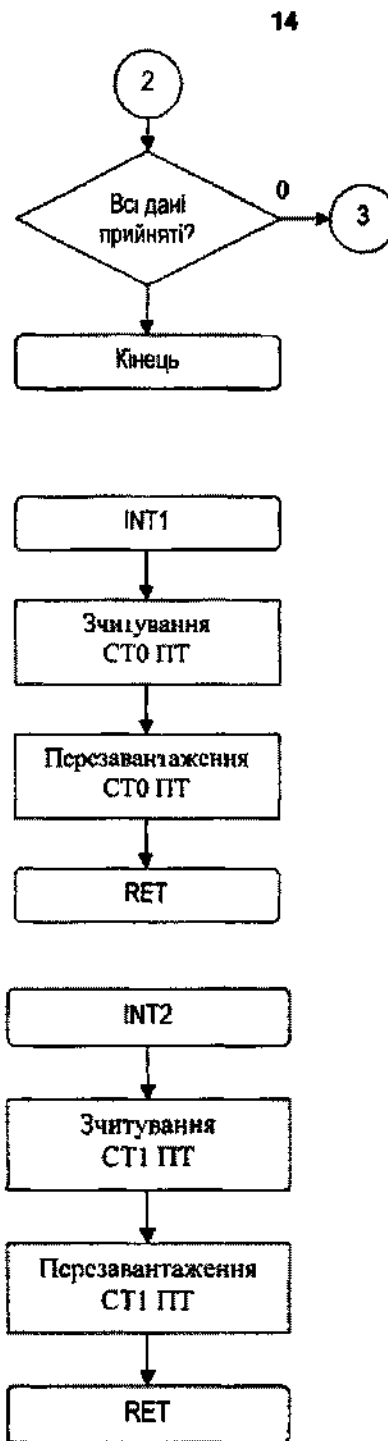 14
2
Всі дані
прийняті?
0
3
Кінець
INT1
Зчитування
СТ0 ПТ
Перезавантаження
СТ0 ПТ
RET
INT2
Зчитування
СТ1 ПТ
Перезавантаження
СТ1 ПТ
RET